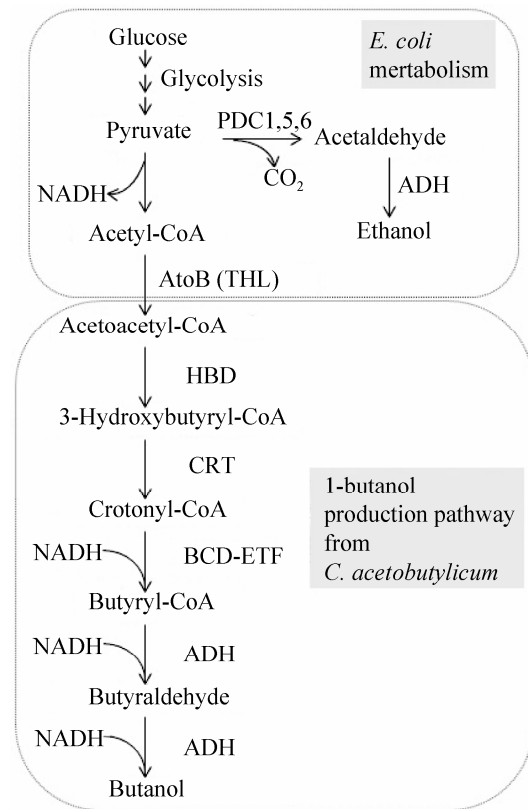 Glucose
E. coli
mertabolism
Glycolysis
Pyruvate
PDC1,5,6
Acetaldehyde
CO2
NADH
ADH
Acetyl-CoA
Ethanol
AtoB (THL)
Acetoacetyl-CoA
HBD
3-Hydroxybutyryl-CoA
CRT
1-butanol
production pathway
from
C. acetobutylicum
Crotonyl-CoA
NADH
BCD-ETF
Butyryl-CoA
NADH
ADH
Butyraldehyde
NADH
ADH
Butanol